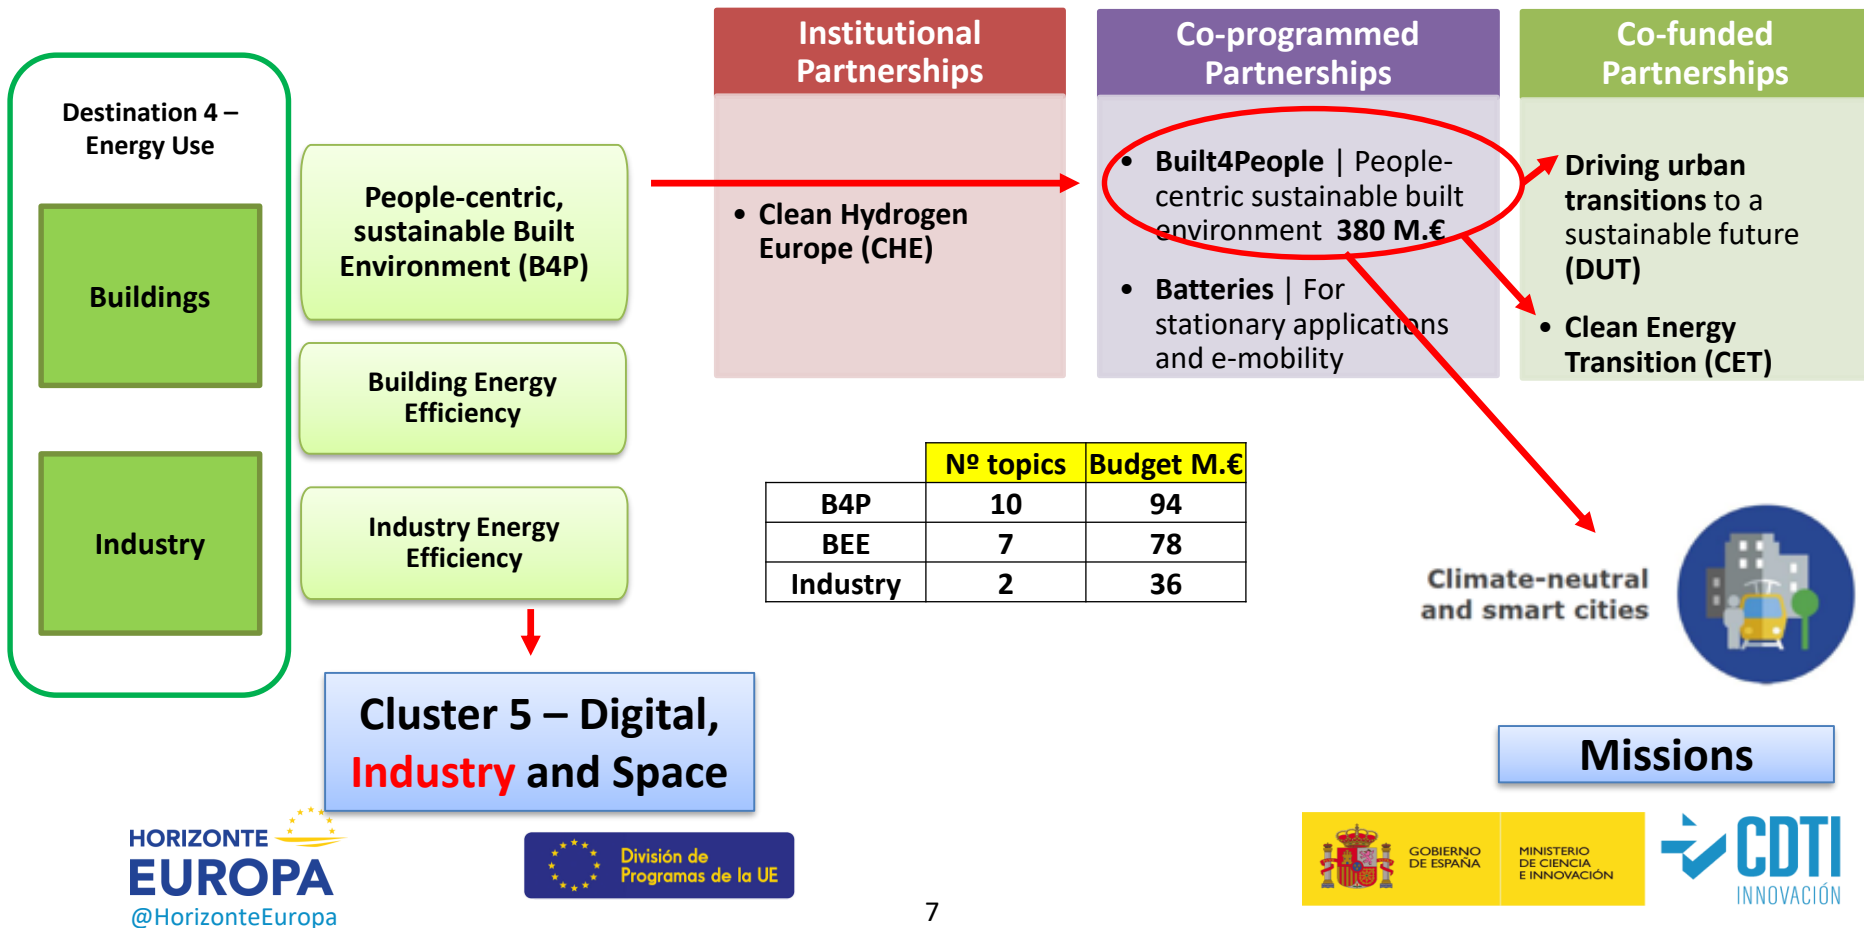 Destination 4 –
Energy Use
Buildings
Industry
People-centric,
sustainable Built
Environment (B4P)
Building Energy
Efficiency
Industry Energy
Efficiency
Cluster 5 – Digital,
Industry and Space
Institutional
Partnerships
• Clean Hydrogen
Europe (CHE)
Co-programmed
Partnerships
• Built4People | People-
centric sustainable built
environment 380 M.€
• Batteries | For
stationary applications
and e-mobility
Co-funded
Partnerships
Driving urban
transitions to a
sustainable future
(DUT)
• Clean Energy
Transition (CET)
Nº topics Budget M.€
B4P 10 94
BEE 7 78
Industry 2 36
Climate-neutral
and smart cities
Missions
HORIZONTE
EUROPA
@HorizonteEuropa
División de
Programas de la UE
7
GOBIERNO
DE ESPAÑA
MINISTERIO
DE CIENCIA
E INNOVACIÓN
CDTI
INNOVACIÓN